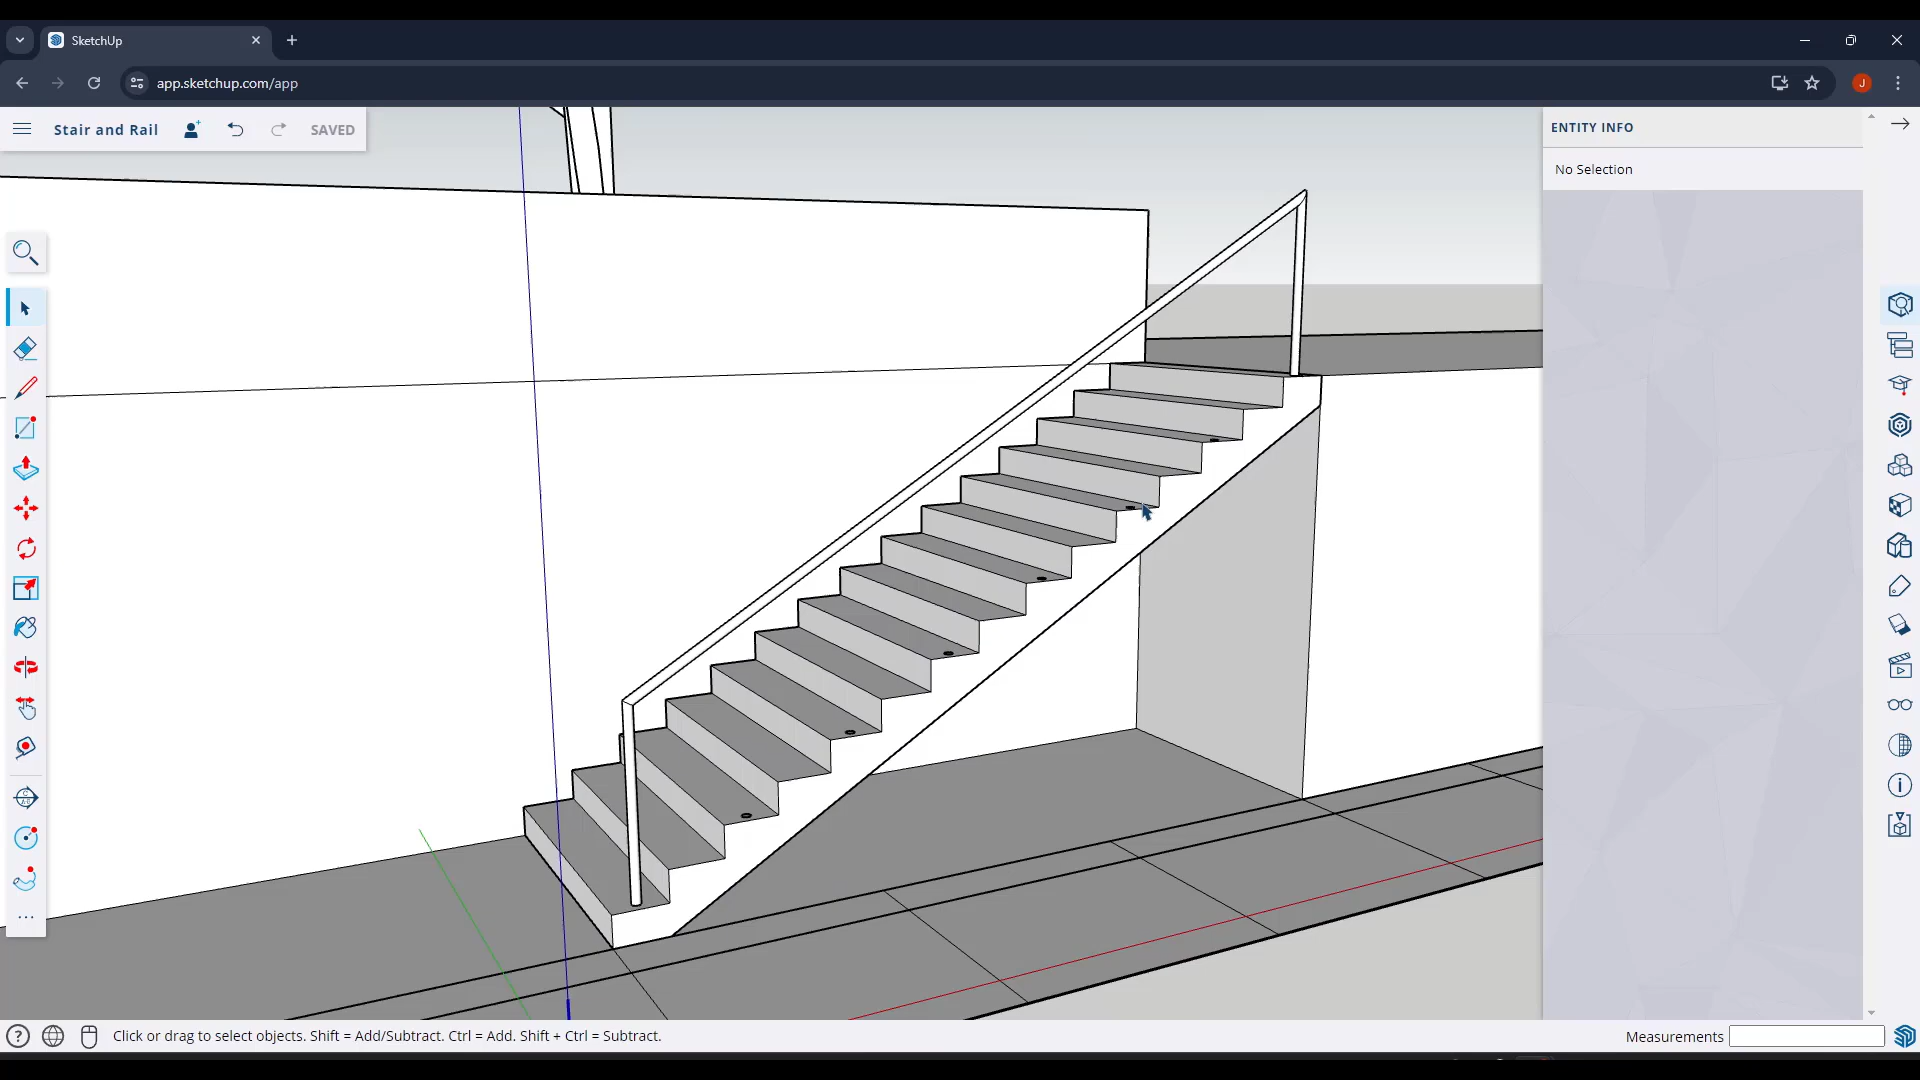 SketchUp
app.sketchup.com/app
J
Stair and Rail
SAVED
ENTITY INFO
No Selection
Click or drag to select objects. Shift = Add/Subtract. Ctrl = Add. Shift + Ctrl = Subtract.
Measurements